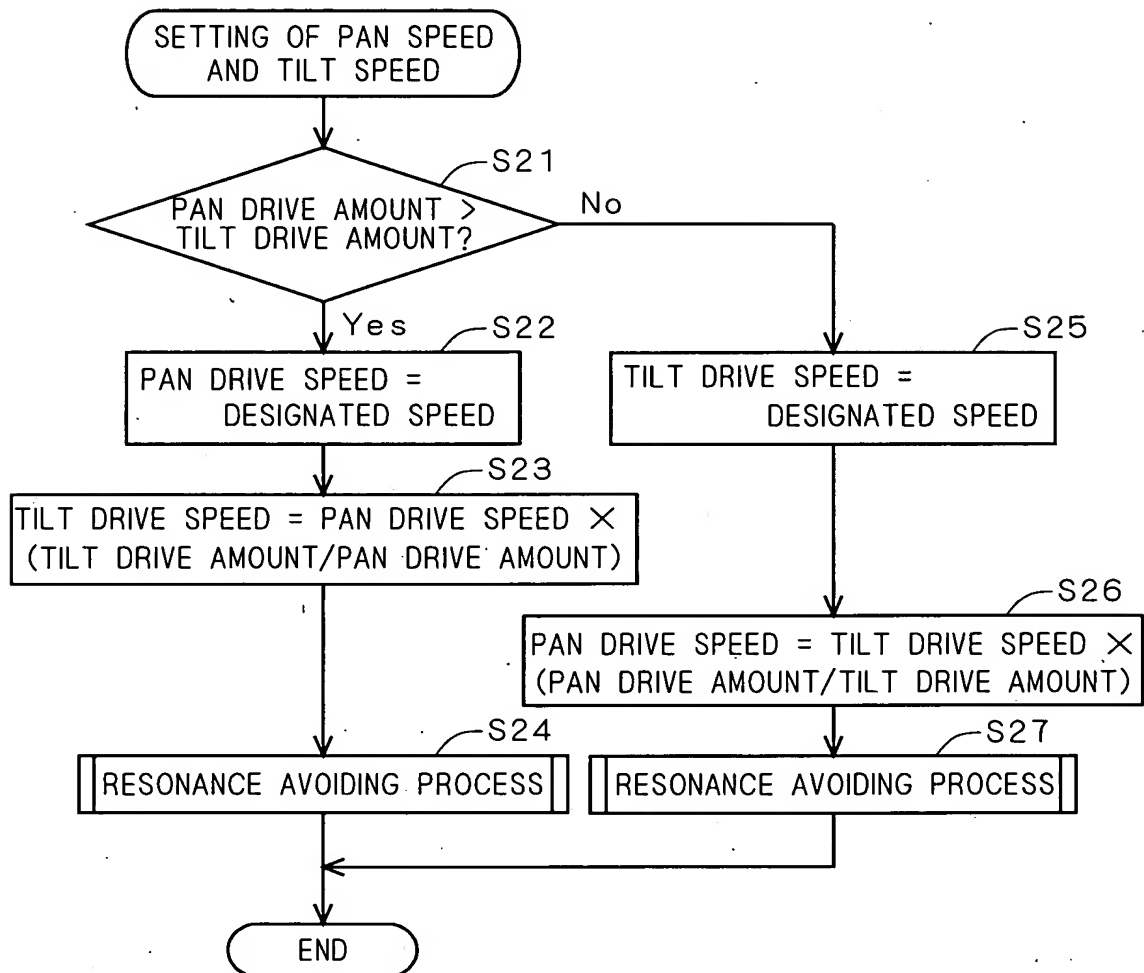 SETTING OF PAN SPEED
AND TILT SPEED
S21
PAN DRIVE AMOUNT >
TILT DRIVE AMOUNT?
No
Yes
S22
PAN DRIVE SPEED =
DESIGNATED SPEED
S25
TILT DRIVE SPEED =
DESIGNATED SPEED
S23
TILT DRIVE SPEED = PAN DRIVE SPEED ×
(TILT DRIVE AMOUNT/PAN DRIVE AMOUNT)
S26
PAN DRIVE SPEED = TILT DRIVE SPEED ×
(PAN DRIVE AMOUNT/TILT DRIVE AMOUNT)
S24
RESONANCE AVOIDING PROCESS
S27
RESONANCE AVOIDING PROCESS
END